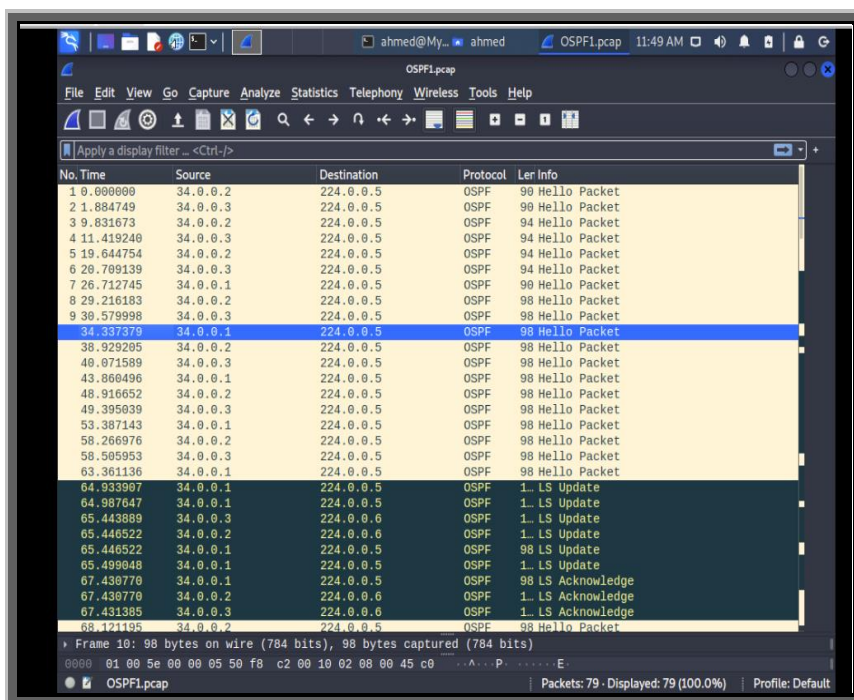 ahmed@My... ahmed OSPF1.pcap 11:49 AM
OSPF1.pcap
File Edit View Go Capture Analyze Statistics Telephony Wireless Tools Help
Apply a display filter ... <Ctrl-/>
No. Time Source Destination Protocol Ler Info
1 0.000000 34.0.0.2 224.0.0.5 OSPF 90 Hello Packet
2 1.884749 34.0.0.3 224.0.0.5 OSPF 90 Hello Packet
3 9.831673 34.0.0.2 224.0.0.5 OSPF 94 Hello Packet
4 11.419240 34.0.0.3 224.0.0.5 OSPF 94 Hello Packet
5 19.644754 34.0.0.2 224.0.0.5 OSPF 94 Hello Packet
6 20.709139 34.0.0.3 224.0.0.5 OSPF 94 Hello Packet
7 26.712745 34.0.0.1 224.0.0.5 OSPF 90 Hello Packet
8 29.216183 34.0.0.2 224.0.0.5 OSPF 98 Hello Packet
9 30.579998 34.0.0.3 224.0.0.5 OSPF 98 Hello Packet
34.337379 34.0.0.1 224.0.0.5 OSPF 98 Hello Packet
38.929205 34.0.0.2 224.0.0.5 OSPF 98 Hello Packet
40.071589 34.0.0.3 224.0.0.5 OSPF 98 Hello Packet
43.860496 34.0.0.1 224.0.0.5 OSPF 98 Hello Packet
48.916652 34.0.0.2 224.0.0.5 OSPF 98 Hello Packet
49.395039 34.0.0.3 224.0.0.5 OSPF 98 Hello Packet
53.387143 34.0.0.1 224.0.0.5 OSPF 98 Hello Packet
58.266976 34.0.0.2 224.0.0.5 OSPF 98 Hello Packet
58.505953 34.0.0.3 224.0.0.5 OSPF 98 Hello Packet
63.361136 34.0.0.1 224.0.0.5 OSPF 98 Hello Packet
64.933907 34.0.0.1 224.0.0.5 OSPF 1… LS Update
64.987647 34.0.0.1 224.0.0.5 OSPF 1… LS Update
65.443889 34.0.0.3 224.0.0.6 OSPF 1… LS Update
65.446522 34.0.0.2 224.0.0.6 OSPF 1… LS Update
65.446522 34.0.0.1 224.0.0.5 OSPF 98 LS Update
65.499048 34.0.0.1 224.0.0.5 OSPF 1… LS Update
67.430770 34.0.0.1 224.0.0.5 OSPF 98 LS Acknowledge
67.430770 34.0.0.2 224.0.0.6 OSPF 1… LS Acknowledge
67.431385 34.0.0.3 224.0.0.6 OSPF 1… LS Acknowledge
68.121195 34.0.0.2 224.0.0.5 OSPF 98 Hello Packet
Frame 10: 98 bytes on wire (784 bits), 98 bytes captured (784 bits)
0000 01 00 5e 00 00 05 50 f8 c2 00 10 02 08 00 45 c0 ··^···P· ······E·
OSPF1.pcap Packets: 79 · Displayed: 79 (100.0%) Profile: Default